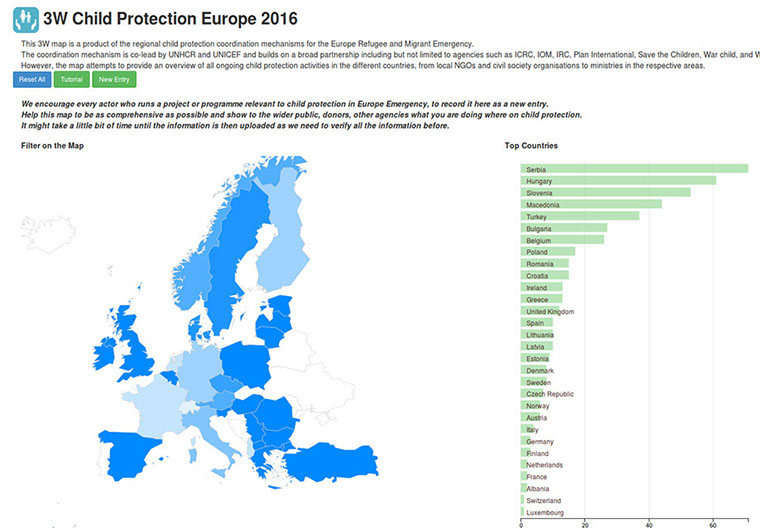 3W Child Protection Europe 2016
This 3W map is a product of the regional child protection coordination mechanisms for the Europe Refugee and Migrant Emergency.
The coordination mechanism is co-lead by UNHCR and UNICEF and builds on a broad partnership including but not limited to agencies such as ICRC, IOM, IRC, Plan International, Save the Children, War child, and W
However, the map attempts to provide an overview of all ongoing child protection activities in the different countries, from local NGOs and civil society organisations to ministries in the respective areas.
Reset All Tutorial New Entry
We encourage every actor who runs a project or programme relevant to child protection in Europe Emergency, to record it here as a new entry.
Help this map to be as comprehensive as possible and show to the wider public, donors, other agencies what you are doing where on child protection.
It might take a little bit of time until the information is then uploaded as we need to verify all the information before.
Filter on the Map
Top Countries
Serbia
Hungary
Slovenia
Macedonia
Turkey
Bulgaria
Belgium
Poland
Romania
Croatia
Ireland
Greece
United Kingdom
Spain
Lithuania
Latvia
Estonia
Denmark
Sweden
Czech Republic
Norway
Austria
Italy
Germany
Finland
Netherlands
France
Albania
Switzerland
Luxembourg
0 20 40 60